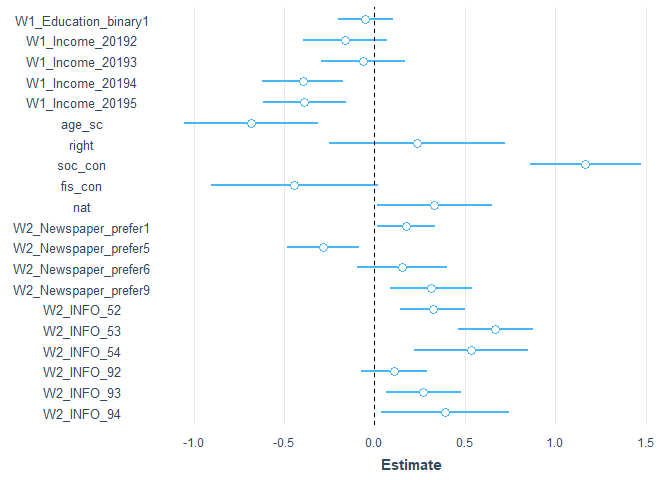 W1_Education_binary1
W1_Income_20192
W1_Income_20193
W1_Income_20194
W1_Income_20195
age_sc
right
soc_con
fis_con
nat
W2_Newspaper_prefer1
W2_Newspaper_prefer5
W2_Newspaper_prefer6
W2_Newspaper_prefer9
W2_INFO_52
W2_INFO_53
W2_INFO_54
W2_INFO_92
W2_INFO_93
W2_INFO_94
-1.0 -0.5 0.0 0.5 1.0 1.5
Estimate